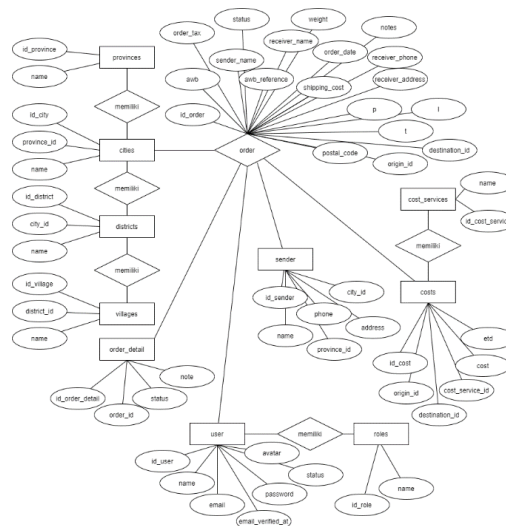 status
weight
order_tax
receiver_name
notes
id_province
provinces
sender_name
order_date
receiver_phone
name
awb
awb_reference
shipping_cost
receiver_address
memiliki
id_order
p
l
id_city
t
province_id
cities
order
postal_code
destination_id
name
origin_id
name
memiliki
cost_services
id_district
id_cost_servic
city_id
districts
sender
memiliki
name
memiliki
city_id
id_village
id_sender
costs
district_id
villages
phone
address
name
name
province_id
etd
order_detail
note
id_cost
cost
id_order_detail
status
origin_id
cost_service_id
order_id
destination_id
user
memiliki
roles
avatar
id_user
status
name
name
password
email
id_role
email_verified_at